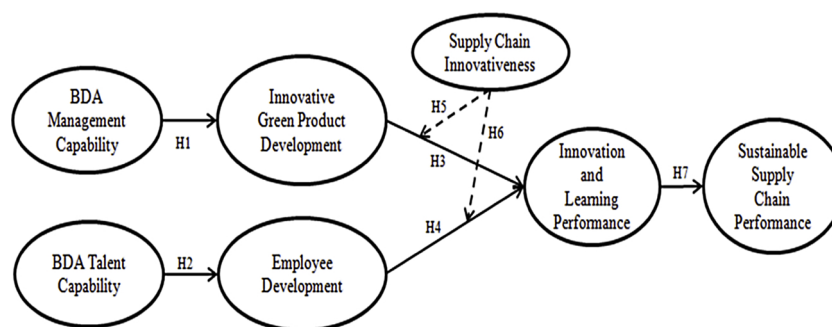 Supply Chain
Innovativeness
BDA
Management
Capability
H1
Innovative
Green Product
Development
H5
H6
H3
Innovation
and
Learning
Performance
H7
Sustainable
Supply
Chain
Performance
BDA Talent
Capability
H2
Employee
Development
H4